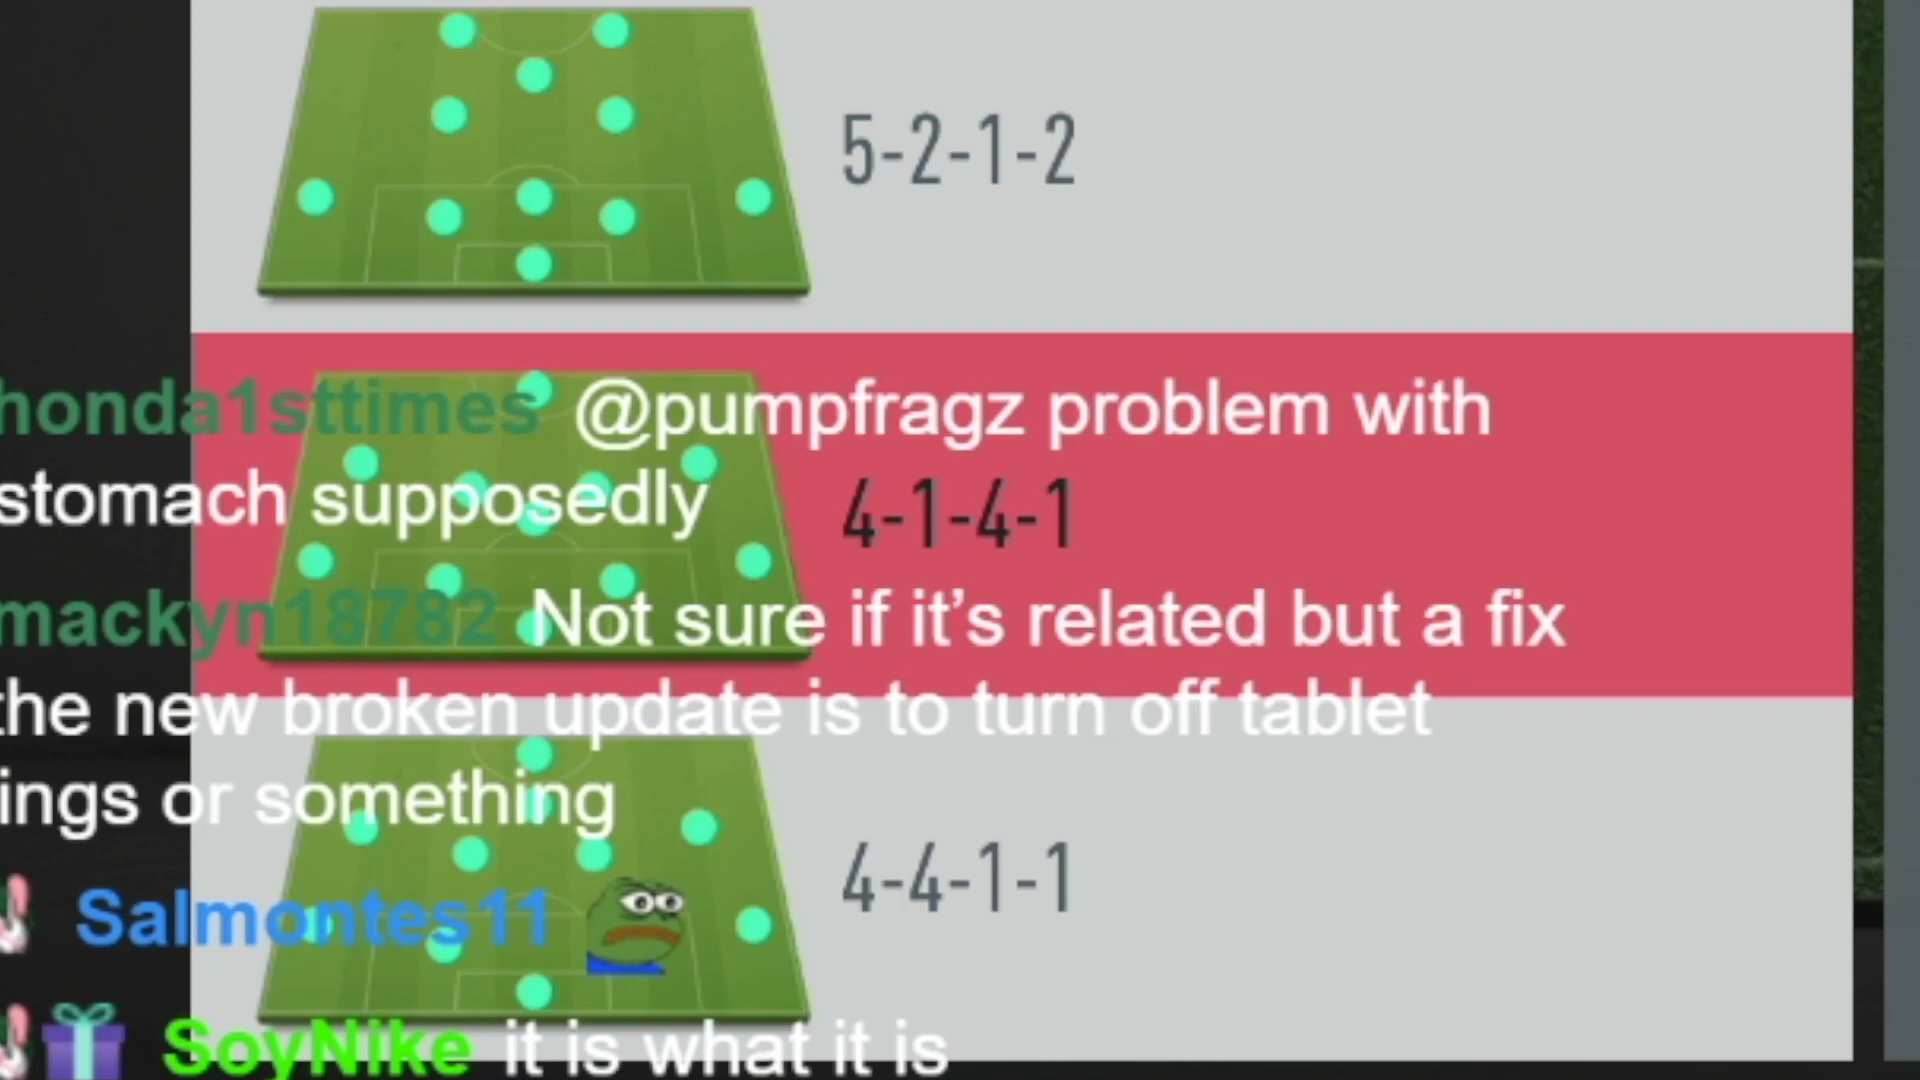 5-2-1-2
honda1sttimes @pumpfragz problem with
stomach supposedly
4-1-4-1
mackyn18782 Not sure if it’s related but a fix
the new broken update is to turn off tablet
ings or something
4-4-1-1
Salmontes11
SoyNike it is what it is